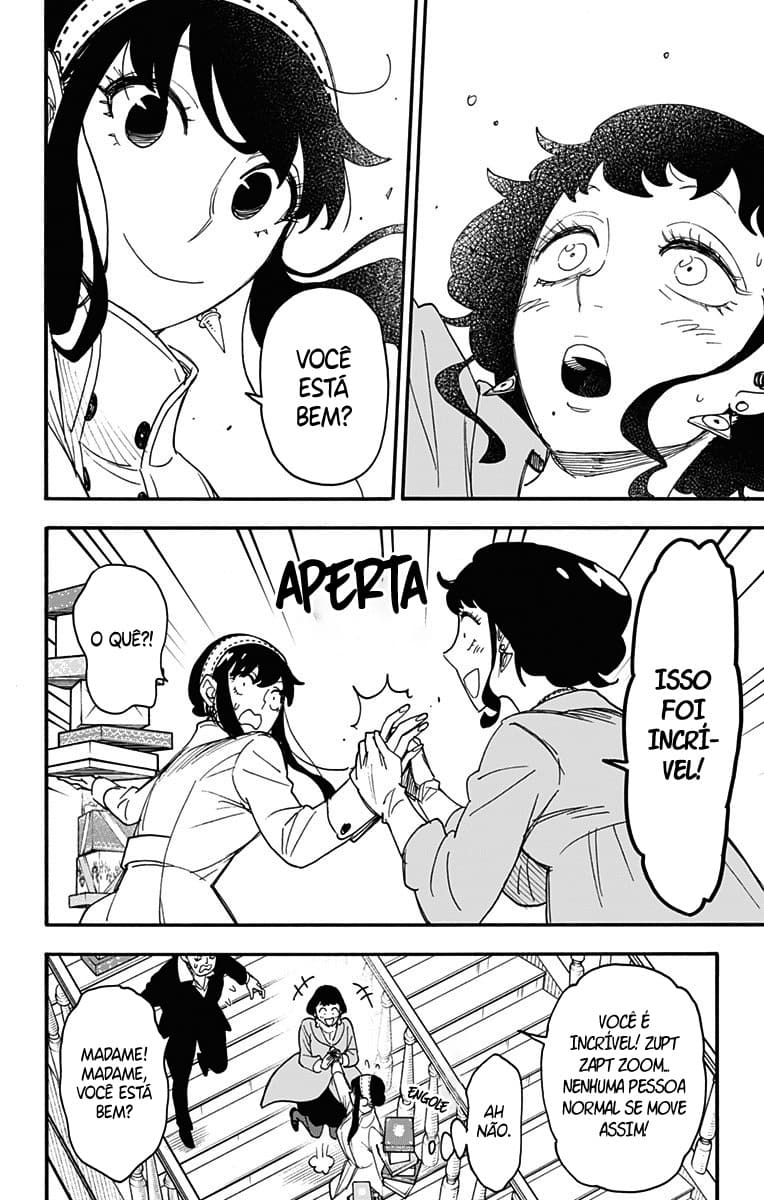 VOCÊ
ESTÁ
BEM?
APERTA
O QUÊ?!
ISSO
FOI
INCRÍ-
VEL!
MADAME!
MADAME,
VOCÊ ESTÁ
BEM?
VOCÊ É
INCRÍVEL! ZUPT
ZAPT ZOOM..
NENHUMA PESSOA
NORMAL SE MOVE
ASSIM!
ENGOLE
AH
NÃO.